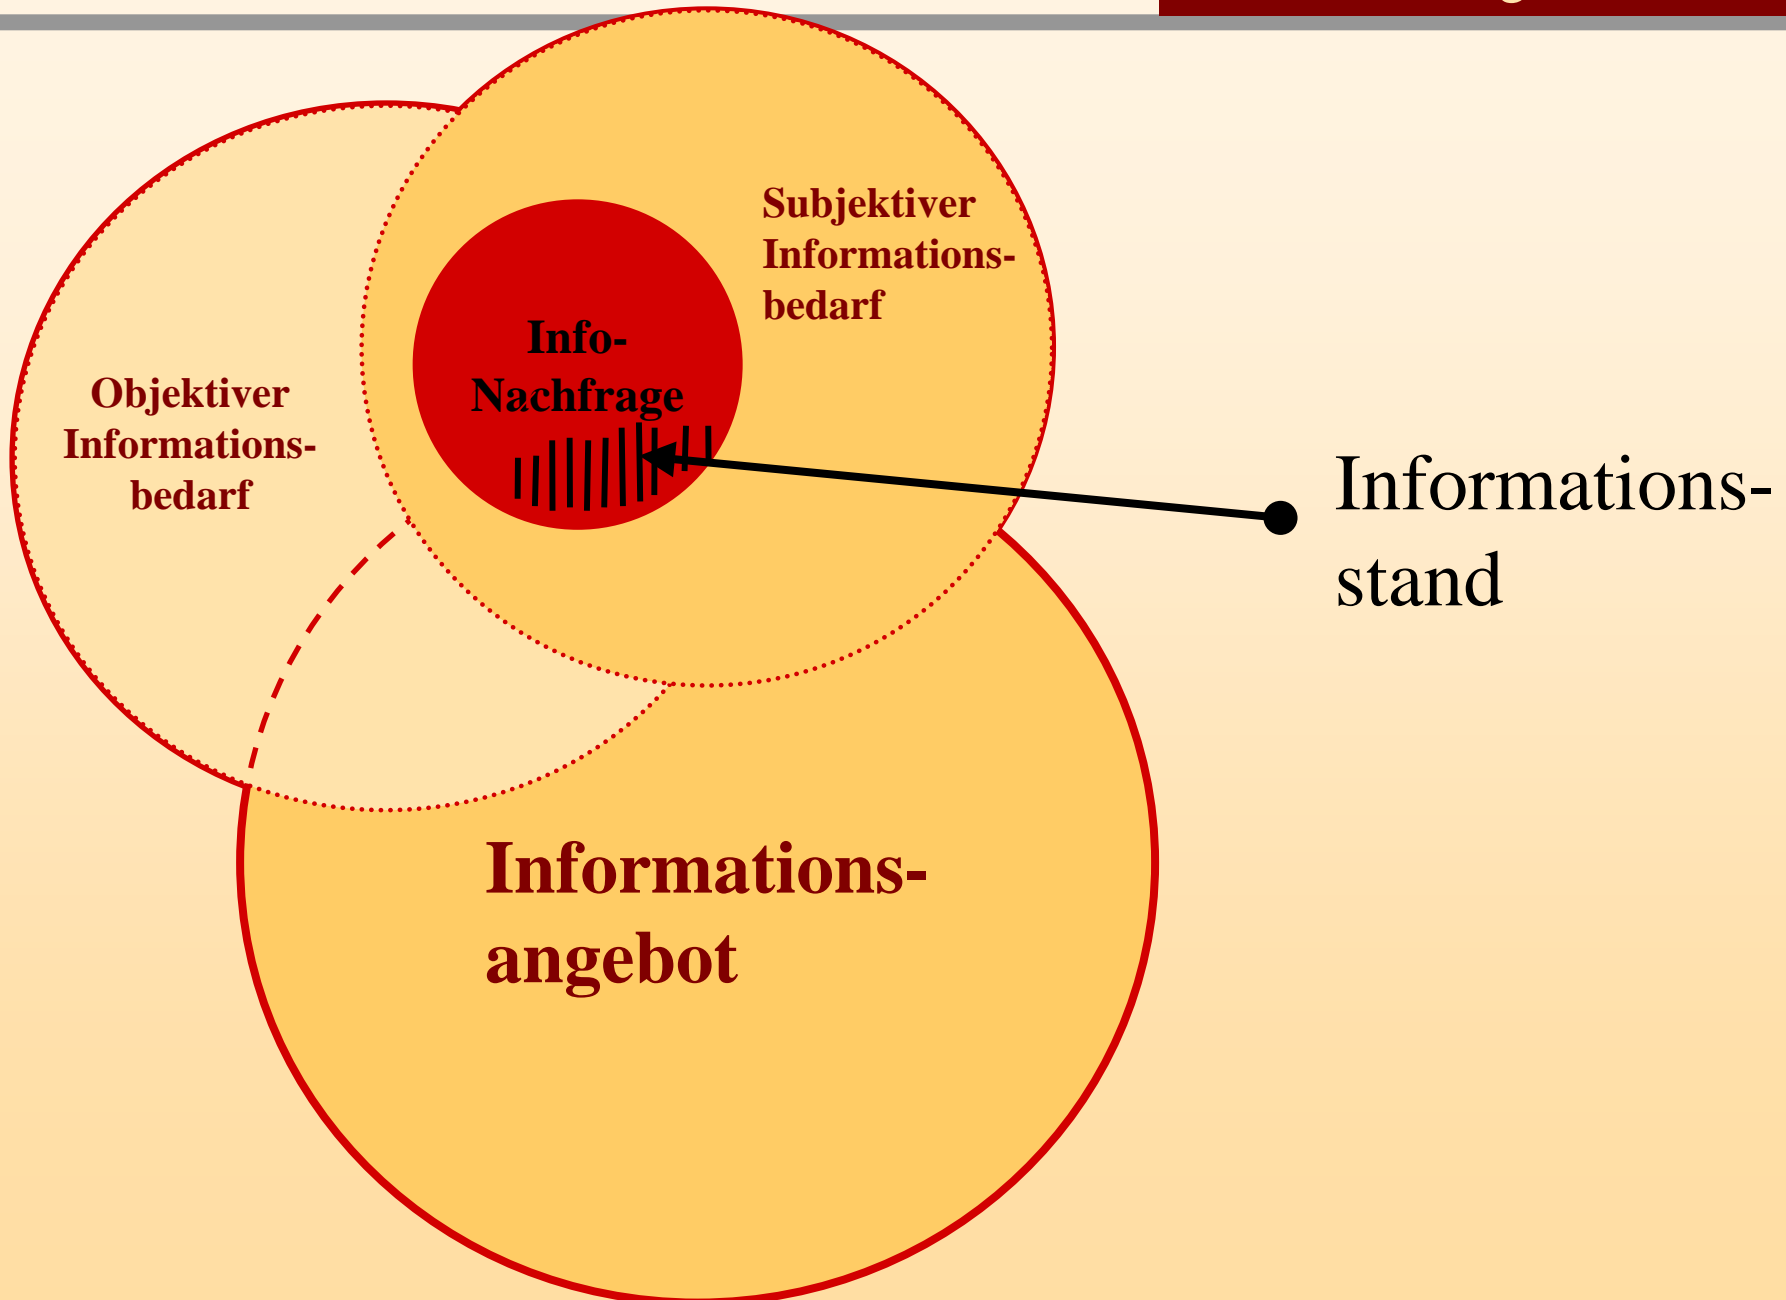 Subjektiver
Informations-
bedarf
Info-
Nachfrage
Objektiver
Informations-
bedarf
Informations-
stand
Informations-
angebot